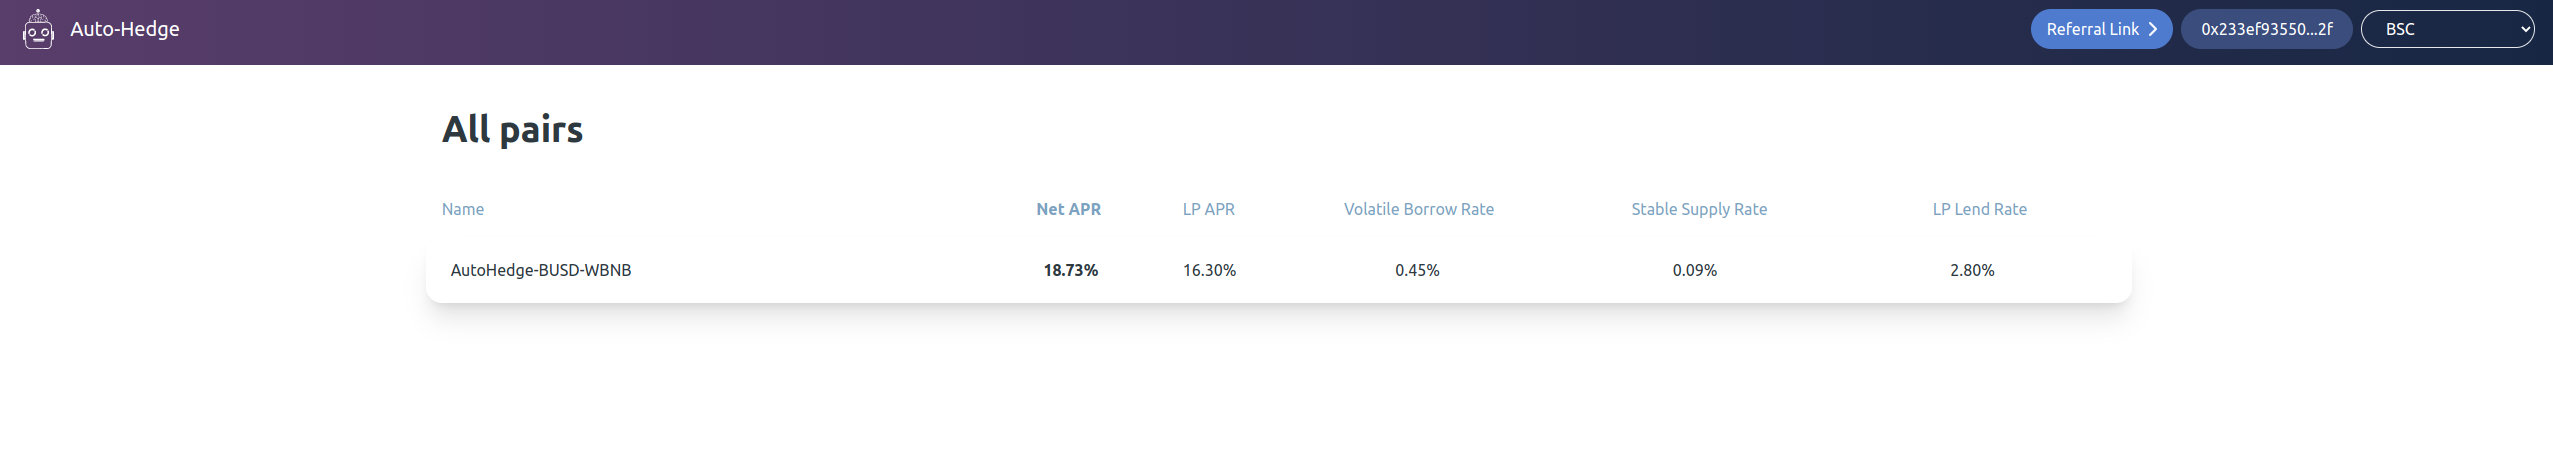 Auto-Hedge
Referral Link
0x233ef93550...2f
BSC
All pairs
Name Net APR LP APR Volatile Borrow Rate Stable Supply Rate LP Lend Rate
AutoHedge-BUSD-WBNB 18.73% 16.30% 0.45% 0.09% 2.80%